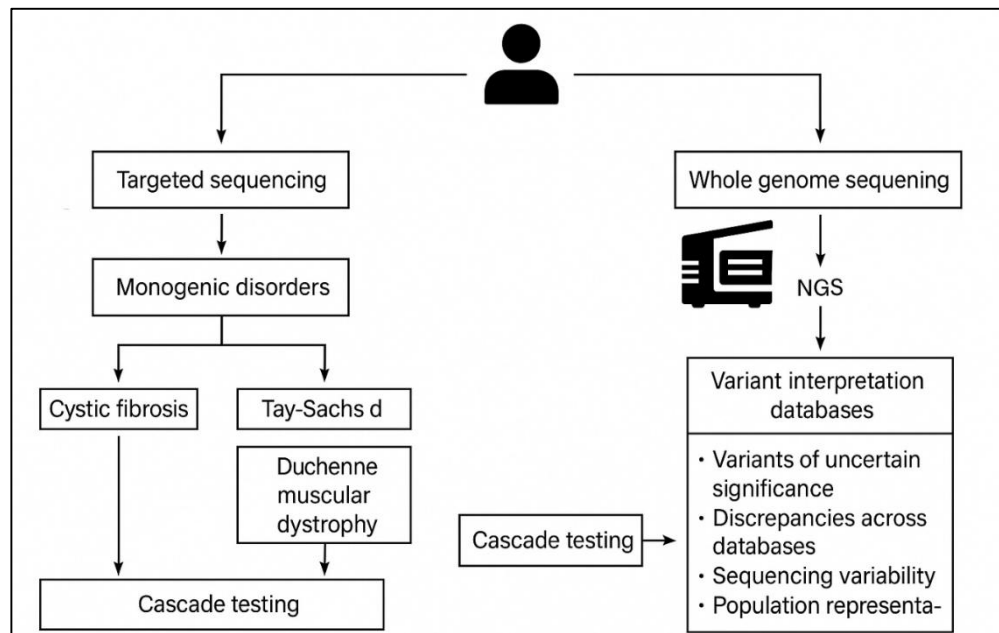 Targeted sequencing
Monogenic disorders
Cystic fibrosis
Tay-Sachs d
Duchenne
muscular
dystrophy
Cascade testing
Whole genome sequening
NGS
Variant interpretation
databases
• Variants of uncertain
significance
• Discrepancies across
databases
• Sequencing variability
• Population representa-
Cascade testing